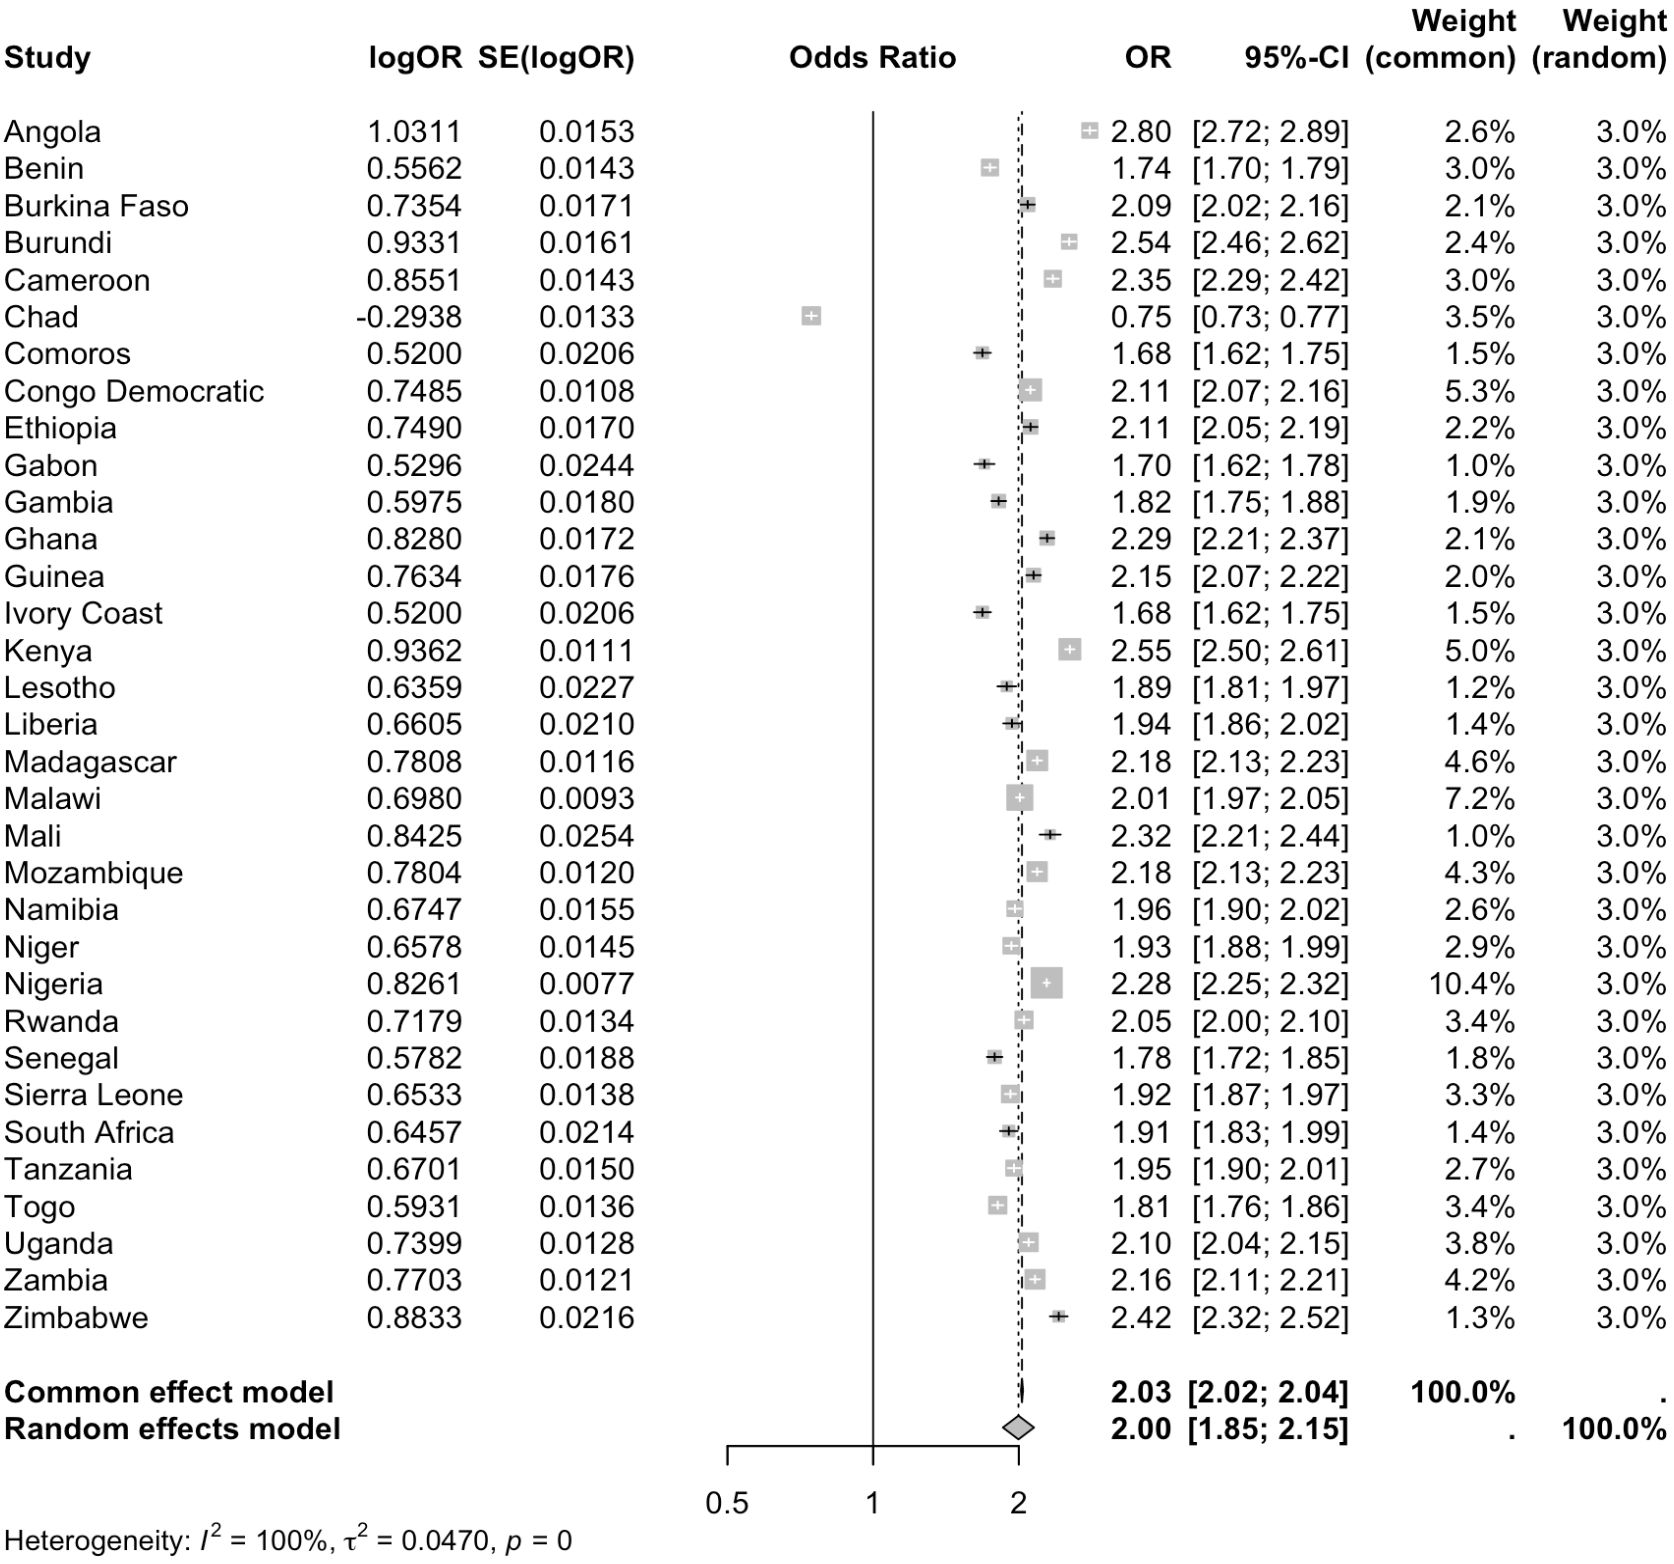 Weight Weight
Study logOR SE(logOR) Odds Ratio OR 95%-CI (common) (random)
Angola 1.0311 0.0153 2.80 [2.72; 2.89] 2.6% 3.0%
Benin 0.5562 0.0143 1.74 [1.70; 1.79] 3.0% 3.0%
Burkina Faso 0.7354 0.0171 2.09 [2.02; 2.16] 2.1% 3.0%
Burundi 0.9331 0.0161 2.54 [2.46; 2.62] 2.4% 3.0%
Cameroon 0.8551 0.0143 2.35 [2.29; 2.42] 3.0% 3.0%
Chad -0.2938 0.0133 0.75 [0.73; 0.77] 3.5% 3.0%
Comoros 0.5200 0.0206 1.68 [1.62; 1.75] 1.5% 3.0%
Congo Democratic 0.7485 0.0108 2.11 [2.07; 2.16] 5.3% 3.0%
Ethiopia 0.7490 0.0170 2.11 [2.05; 2.19] 2.2% 3.0%
Gabon 0.5296 0.0244 1.70 [1.62; 1.78] 1.0% 3.0%
Gambia 0.5975 0.0180 1.82 [1.75; 1.88] 1.9% 3.0%
Ghana 0.8280 0.0172 2.29 [2.21; 2.37] 2.1% 3.0%
Guinea 0.7634 0.0176 2.15 [2.07; 2.22] 2.0% 3.0%
Ivory Coast 0.5200 0.0206 1.68 [1.62; 1.75] 1.5% 3.0%
Kenya 0.9362 0.0111 2.55 [2.50; 2.61] 5.0% 3.0%
Lesotho 0.6359 0.0227 1.89 [1.81; 1.97] 1.2% 3.0%
Liberia 0.6605 0.0210 1.94 [1.86; 2.02] 1.4% 3.0%
Madagascar 0.7808 0.0116 2.18 [2.13; 2.23] 4.6% 3.0%
Malawi 0.6980 0.0093 2.01 [1.97; 2.05] 7.2% 3.0%
Mali 0.8425 0.0254 2.32 [2.21; 2.44] 1.0% 3.0%
Mozambique 0.7804 0.0120 2.18 [2.13; 2.23] 4.3% 3.0%
Namibia 0.6747 0.0155 1.96 [1.90; 2.02] 2.6% 3.0%
Niger 0.6578 0.0145 1.93 [1.88; 1.99] 2.9% 3.0%
Nigeria 0.8261 0.0077 2.28 [2.25; 2.32] 10.4% 3.0%
Rwanda 0.7179 0.0134 2.05 [2.00; 2.10] 3.4% 3.0%
Senegal 0.5782 0.0188 1.78 [1.72; 1.85] 1.8% 3.0%
Sierra Leone 0.6533 0.0138 1.92 [1.87; 1.97] 3.3% 3.0%
South Africa 0.6457 0.0214 1.91 [1.83; 1.99] 1.4% 3.0%
Tanzania 0.6701 0.0150 1.95 [1.90; 2.01] 2.7% 3.0%
Togo 0.5931 0.0136 1.81 [1.76; 1.86] 3.4% 3.0%
Uganda 0.7399 0.0128 2.10 [2.04; 2.15] 3.8% 3.0%
Zambia 0.7703 0.0121 2.16 [2.11; 2.21] 4.2% 3.0%
Zimbabwe 0.8833 0.0216 2.42 [2.32; 2.52] 1.3% 3.0%
Common effect model 2.03 [2.02; 2.04] 100.0% .
Random effects model 2.00 [1.85; 2.15] . 100.0%
0.5 1 2
Heterogeneity: I² = 100%, τ² = 0.0470, p = 0